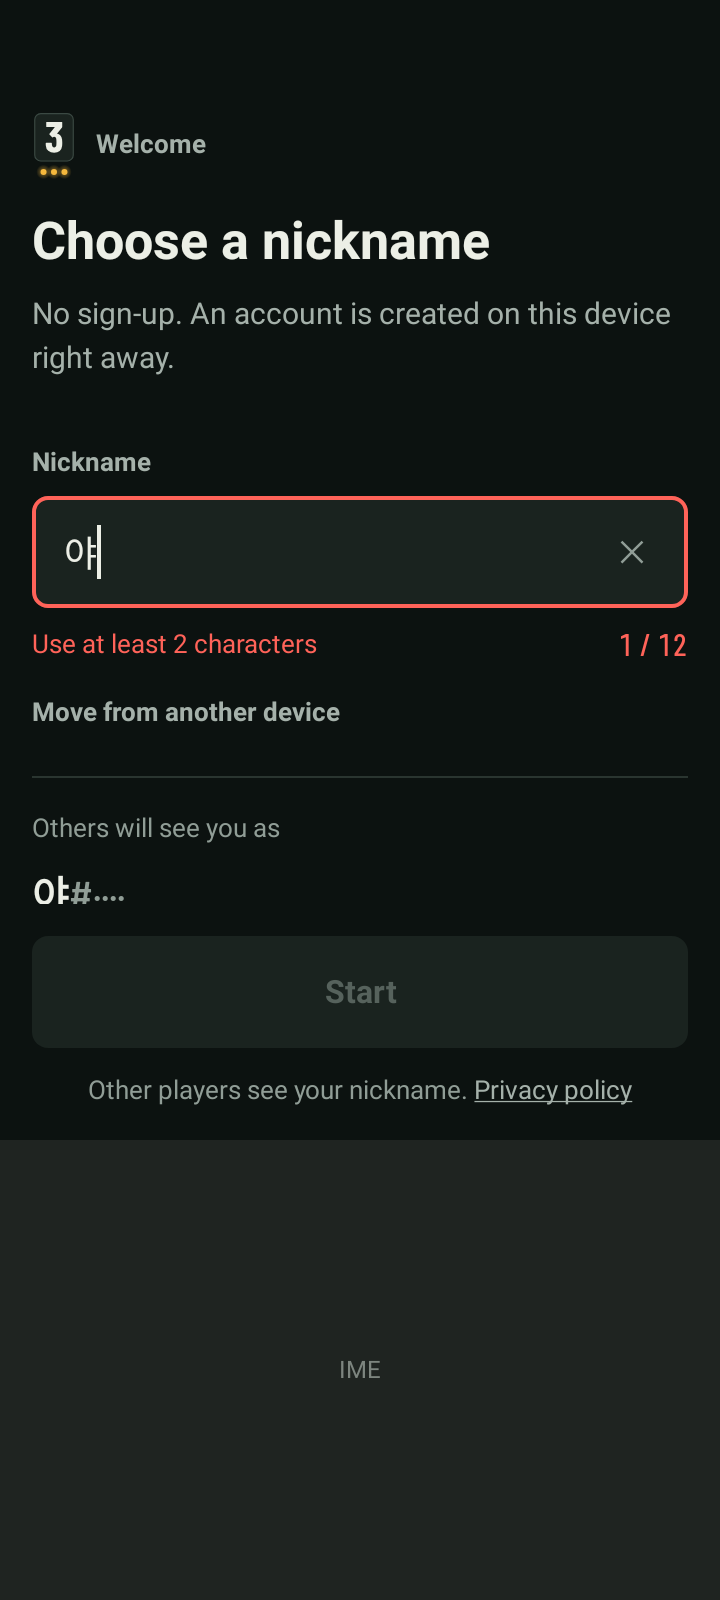 3
Welcome
Choose a nickname
No sign-up. An account is created on this device
right away.
Nickname
야
Use at least 2 characters
1 / 12
Move from another device
Others will see you as
야#····
Start
Other players see your nickname. Privacy policy
IME